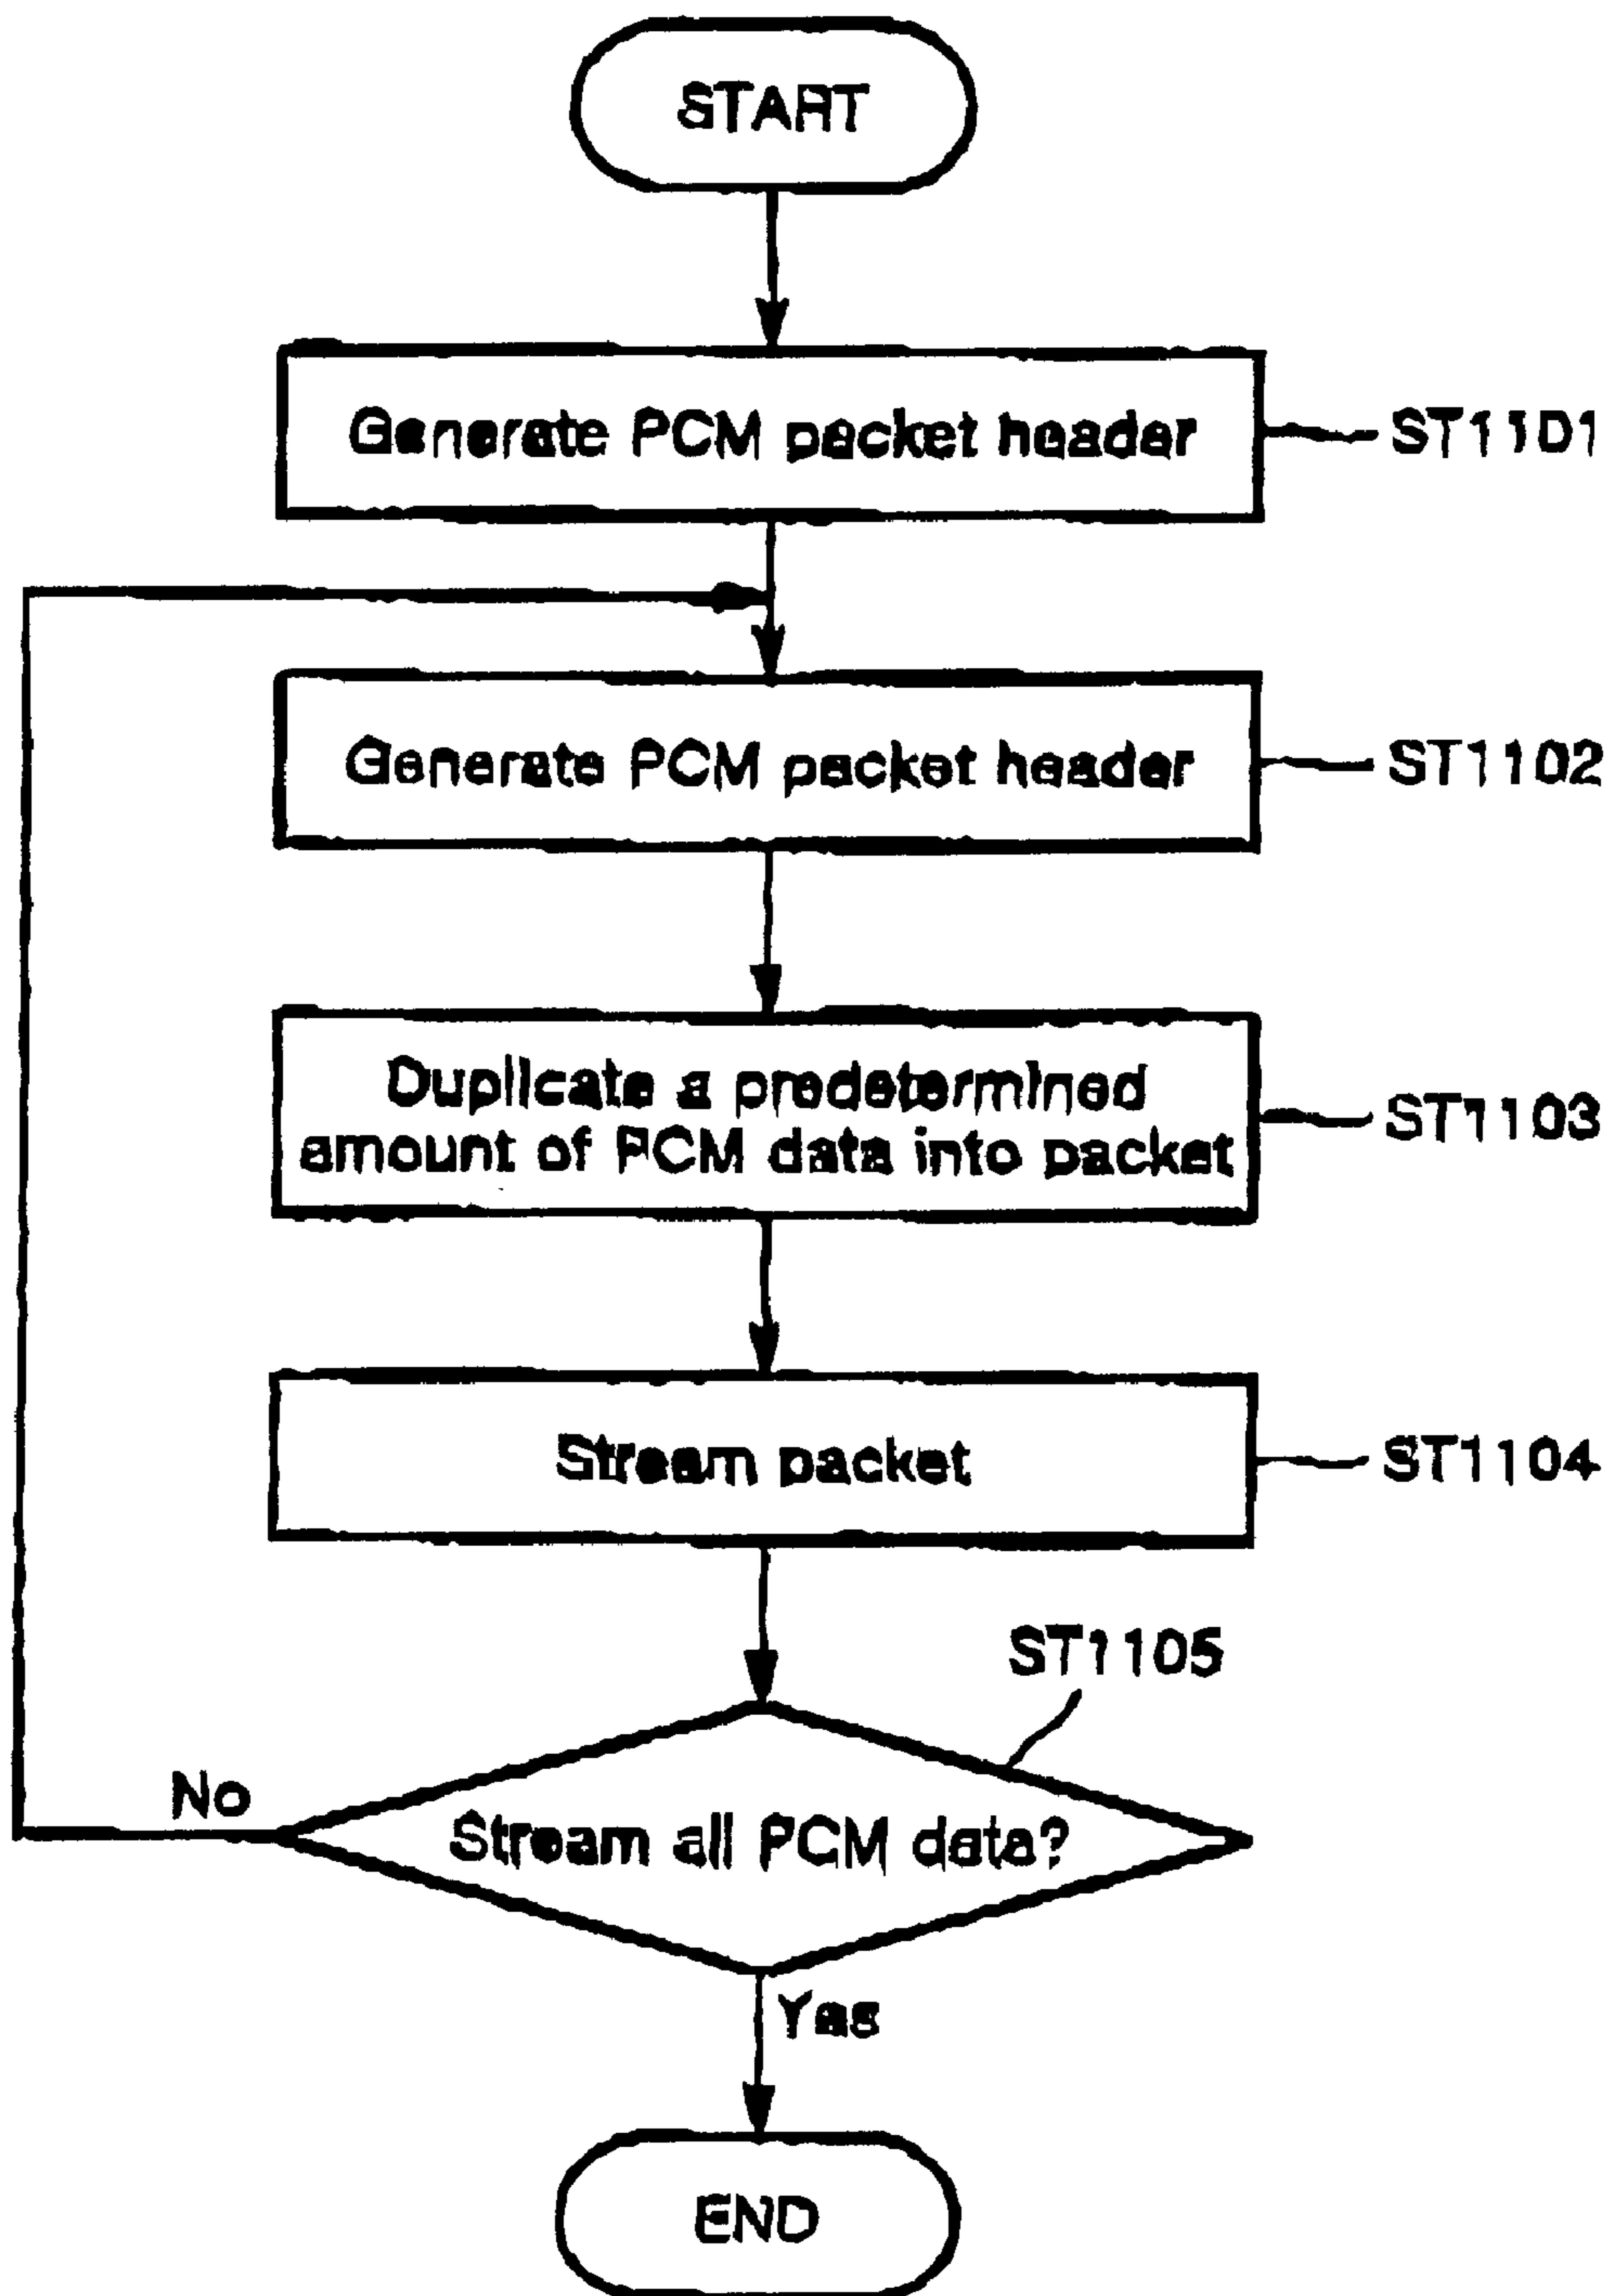 START
Generate PCM packet header
ST1101
Generate PCM packet header
ST1102
Duplicate a predetermined
amount of PCM data into packet
ST1103
Stream packet
ST1104
ST1105
No
Stream all PCM data?
Yes
END